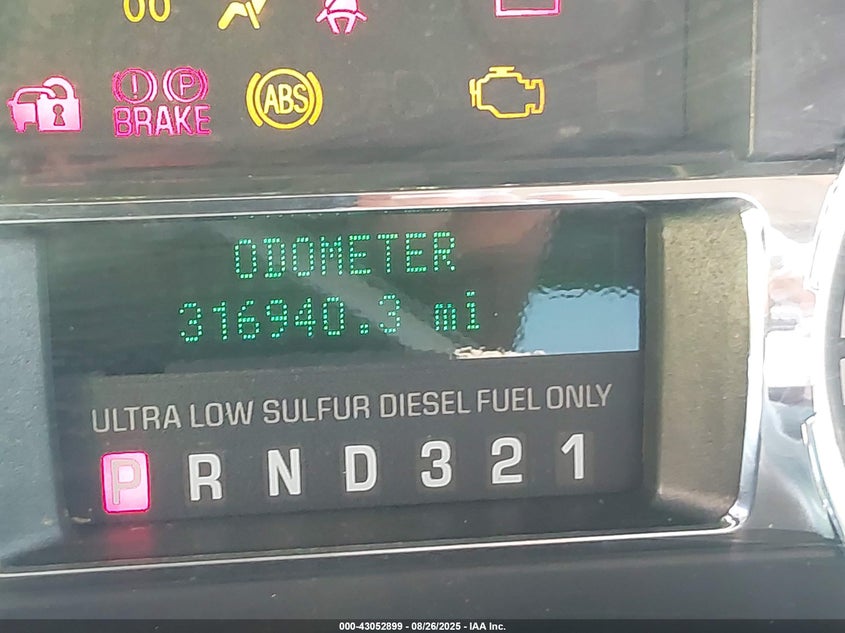 00
! P
BRAKE
ABS
ODOMETER
316940.3 mi
ULTRA LOW SULFUR DIESEL FUEL ONLY
P R N D 3 2 1
000-43052899 - 08/26/2025 - IAA Inc.